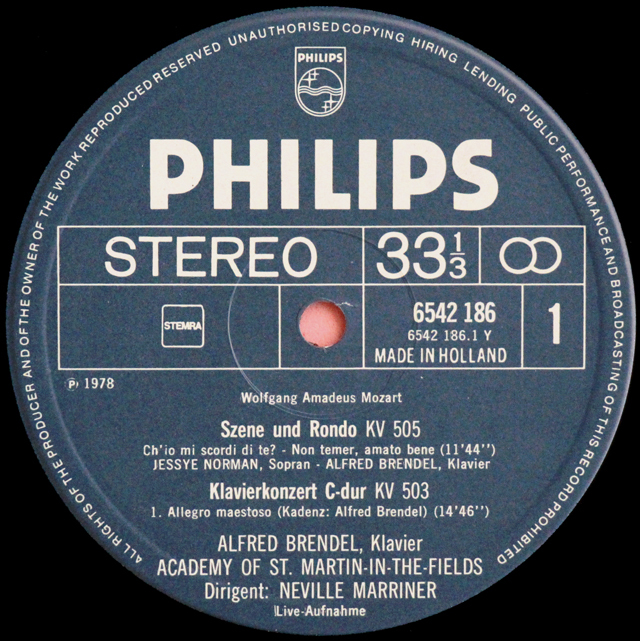 ALL RIGHTS OF THE PRODUCER AND OF THE OWNER OF THE WORK REPRODUCED RESERVED UNAUTHORISED COPYING HIRING LENDING PUBLIC PERFORMANCE AND BROADCASTING OF THIS RECORD PROHIBITED
PHILIPS
PHILIPS
STEREO
33 1/3
STEMRA
6542 186
6542 186.1 Y
MADE IN HOLLAND
1
℗ 1978
Wolfgang Amadeus Mozart
Szene und Rondo KV 505
Ch'io mi scordi di te? - Non temer, amato bene (11'44'')
JESSYE NORMAN, Sopran - ALFRED BRENDEL, Klavier
Klavierkonzert C-dur KV 503
1. Allegro maestoso (Kadenz: Alfred Brendel) (14'46'')
ALFRED BRENDEL, Klavier
ACADEMY OF ST. MARTIN-IN-THE-FIELDS
Dirigent: NEVILLE MARRINER
Live-Aufnahme